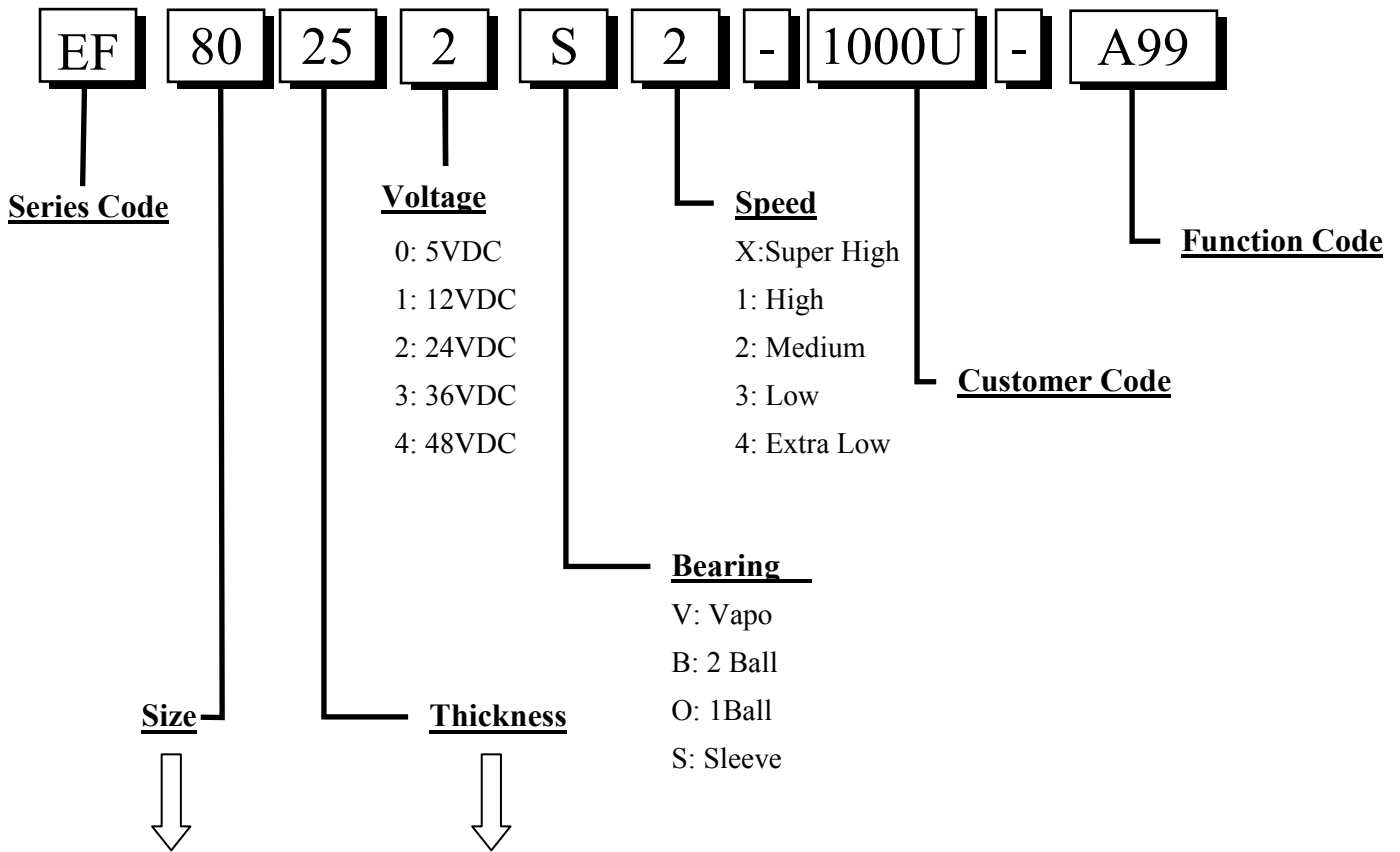 EF 80 25 2 S 2 - 1000U - A99
Series Code
Voltage
0: 5VDC
1: 12VDC
2: 24VDC
3: 36VDC
4: 48VDC
Speed
X:Super High
1: High
2: Medium
3: Low
4: Extra Low
Function Code
Customer Code
Bearing
V: Vapo
B: 2 Ball
O: 1Ball
S: Sleeve
Size
Thickness